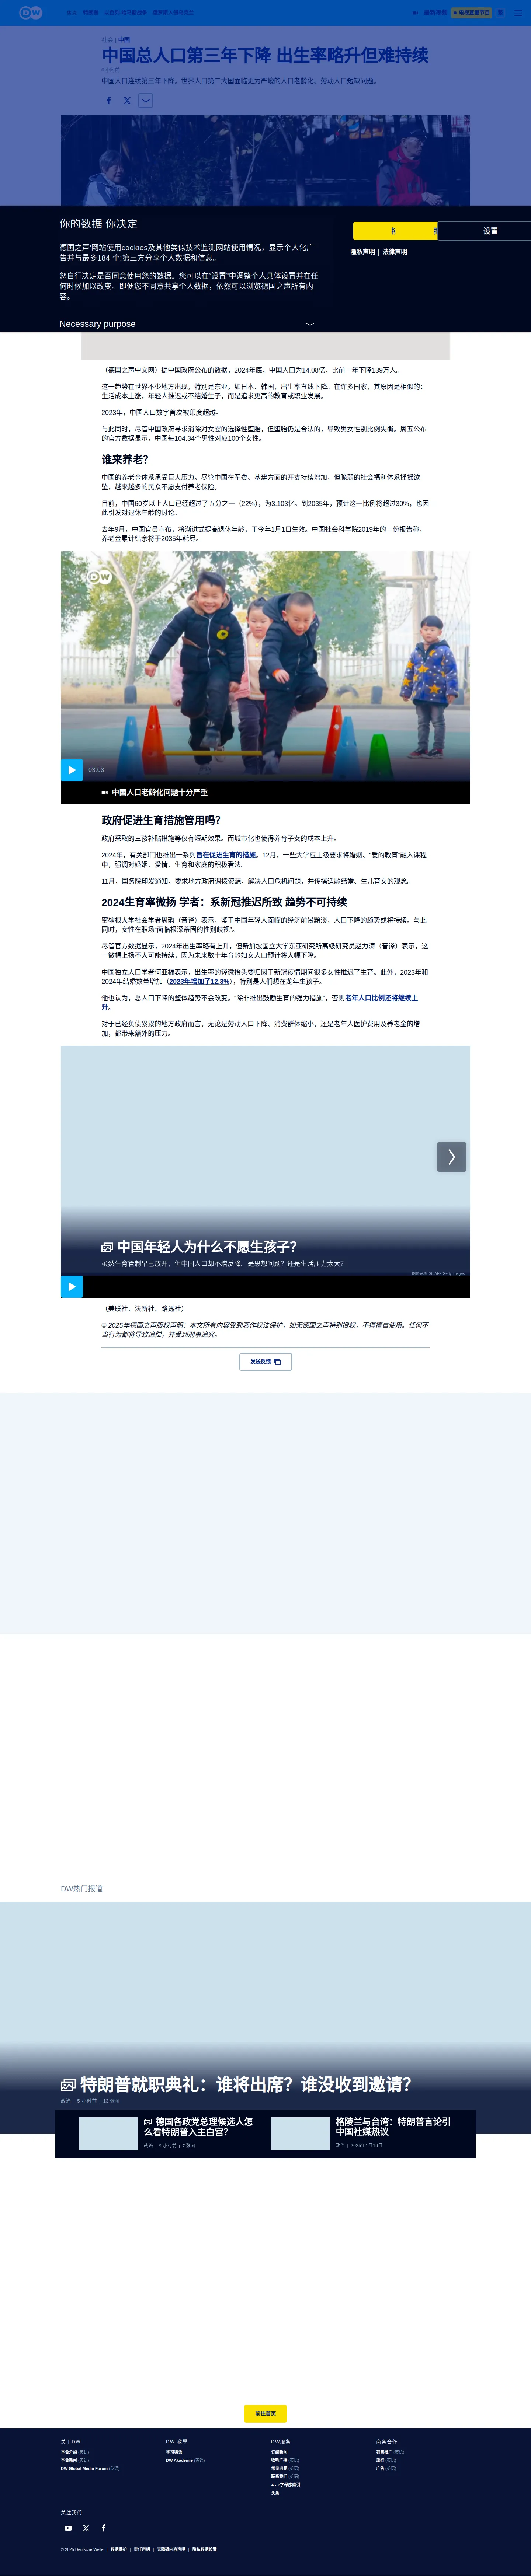 社会 | 中国
中国总人口第三年下降 出生率略升但难持续
中国人口连续第三年下降。世界人口第二大国面临更为严峻的人口老龄化、劳动人口短缺问题。
你的数据 你决定
德国之声·网站使用cookies及其他类似技术监测网站使用情况，显示个人化广
告并与最多184 个;第三方分享个人数据和信息。
您自行决定是否同意使用您的数据。您可以在"设置"中调整个人具体设置并在任
何时候加以改变。即便您不同意共享个人数据，依然可以浏览德国之声所有内
容。
设置
隐私声明 | 法律声明
Necessary purpose
（德国之声中文网）据中国政府公布的数据，2024年底，中国人口为14.08亿，比前一年下降139万人。
这一趋势在世界不少地方出现，特别是东亚，如日本、韩国，出生率直线下降。在许多国家，其原因是相似的：
生活成本上涨，年轻人推迟或不结婚生子，而是追求更高的教育或职业发展。
2023年，中国人口数字首次被印度超越。
与此同时，尽管中国政府寻求消除对女婴的选择性堕胎，但堕胎仍是合法的，导致男女性别比例失衡。周五公布
的官方数据显示，中国每104.34个男性对应100个女性。
谁来养老？
中国的养老金体系承受巨大压力。尽管中国在军费、基建方面的开支持续增加，但脆弱的社会福利体系摇摇欲
坠，越来越多的民众不愿支付养老保险。
目前，中国60岁以上人口已经超过了五分之一（22%），为3.103亿。到2035年，预计这一比例将超过30%，也因
此引发对退休年龄的讨论。
去年9月，中国官员宣布，将渐进式提高退休年龄，于今年1月1日生效。中国社会科学院2019年的一份报告称，
养老金累计结余将于2035年耗尽。
DW
03:03
中国人口老龄化问题十分严重
政府促进生育措施管用吗？
政府采取的三孩补贴措施等仅有短期效果。而城市化也使得养育子女的成本上升。
2024年，有关部门也推出一系列旨在促进生育的措施。12月，一些大学应上级要求将婚姻、"爱的教育"融入课程
中，强调对婚姻、爱情、生育和家庭的积极看法。
11月，国务院印发通知，要求地方政府调拨资源，解决人口危机问题，并传播适龄结婚、生儿育女的观念。
2024生育率微扬 学者：系新冠推迟所致 趋势不可持续
密歇根大学社会学者周韵（音译）表示，鉴于中国年轻人面临的经济前景黯淡，人口下降的趋势或将持续。与此
同时，女性在职场"面临根深蒂固的性别歧视"。
尽管官方数据显示，2024年出生率略有上升，但新加坡国立大学东亚研究所高级研究员赵力涛（音译）表示，这
一微幅上扬不大可能持续，因为未来数十年育龄妇女人口预计将大幅下降。
中国独立人口学者何亚福表示，出生率的轻微抬头要归因于新冠疫情期间很多女性推迟了生育。此外，2023年和
2024年结婚数量增加（2023年增加了12.3%），特别是人们想在龙年生孩子。
他也认为，总人口下降的整体趋势不会改变。"除非推出鼓励生育的强力措施"，否则老年人口比例还将继续上
升。
对于已经负债累累的地方政府而言，无论是劳动人口下降、消费群体缩小，还是老年人医护费用及养老金的增
加，都带来额外的压力。
中国年轻人为什么不愿生孩子？
虽然生育管制早已放开，但中国人口却不增反降。是思想问题？还是生活压力太大？
（美联社、法新社、路透社）
© 2025年德国之声版权声明：本文所有内容受到著作权法保护，如无德国之声特别授权，不得擅自使用。任何不
当行为都将导致追偿，并受到刑事追究。
发送反馈
DW热门报道
特朗普就职典礼：谁将出席？谁没收到邀请？
政治 | 5 小时前 | 13 张图
德国各政党总理候选人怎
么看特朗普入主白宫？
政治 | 9 小时前 | 7 张图
格陵兰与台湾：特朗普言论引
中国社媒热议
政治 | 2025年1月16日
前往首页
关于DW
本台介绍 (英语)
本台新闻 (英语)
DW Global Media Forum (英语)
DW 教學
学习德语
DW Akademie (英语)
DW服务
订阅新闻
收听广播 (英语)
常见问题 (英语)
联系我们 (英语)
A - Z字母序索引
头条
商务合作
销售推广 (英语)
旅行 (英语)
广告 (英语)
关注我们
© 2025 Deutsche Welle | 数据保护 | 责任声明 | 无障碍内容声明 | 隐私数据设置